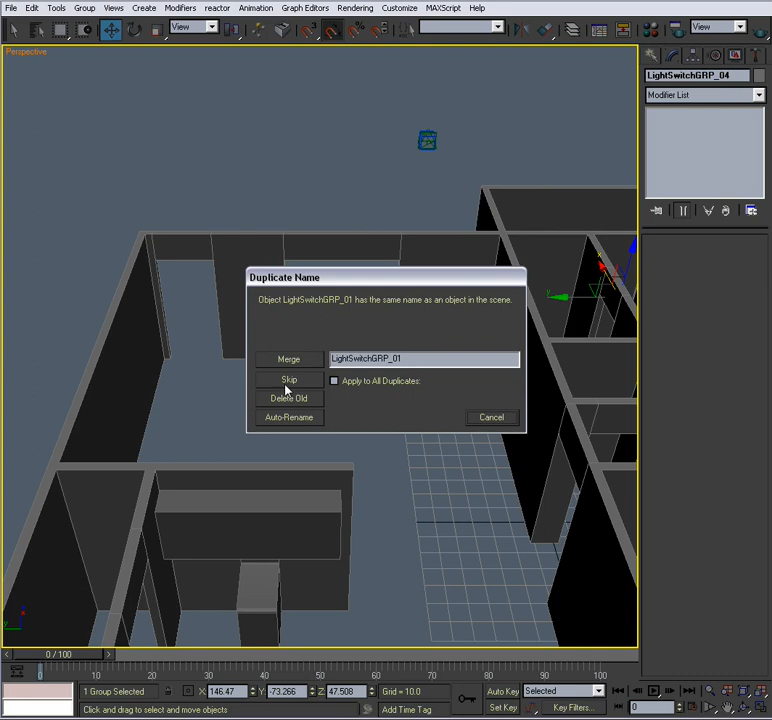 File Edit Tools Group Views Create Modifiers reactor Animation Graph Editors Rendering Customize MAXScript Help
View
View
Perspective
LightSwitchGRP_04
Modifier List
Duplicate Name
Object LightSwitchGRP_01 has the same name as an object in the scene.
Merge
LightSwitchGRP_01
Skip
Apply to All Duplicates:
Delete Old
Auto-Rename
Cancel
y
0 / 100
0 10 20 30 40 50 60 70 80 90 100
1 Group Selected
X: 146.47
Y: -73.266
Z: 47.508
Grid = 10.0
Auto Key
Selected
Click and drag to select and move objects
Add Time Tag
Set Key
Key Filters...
0